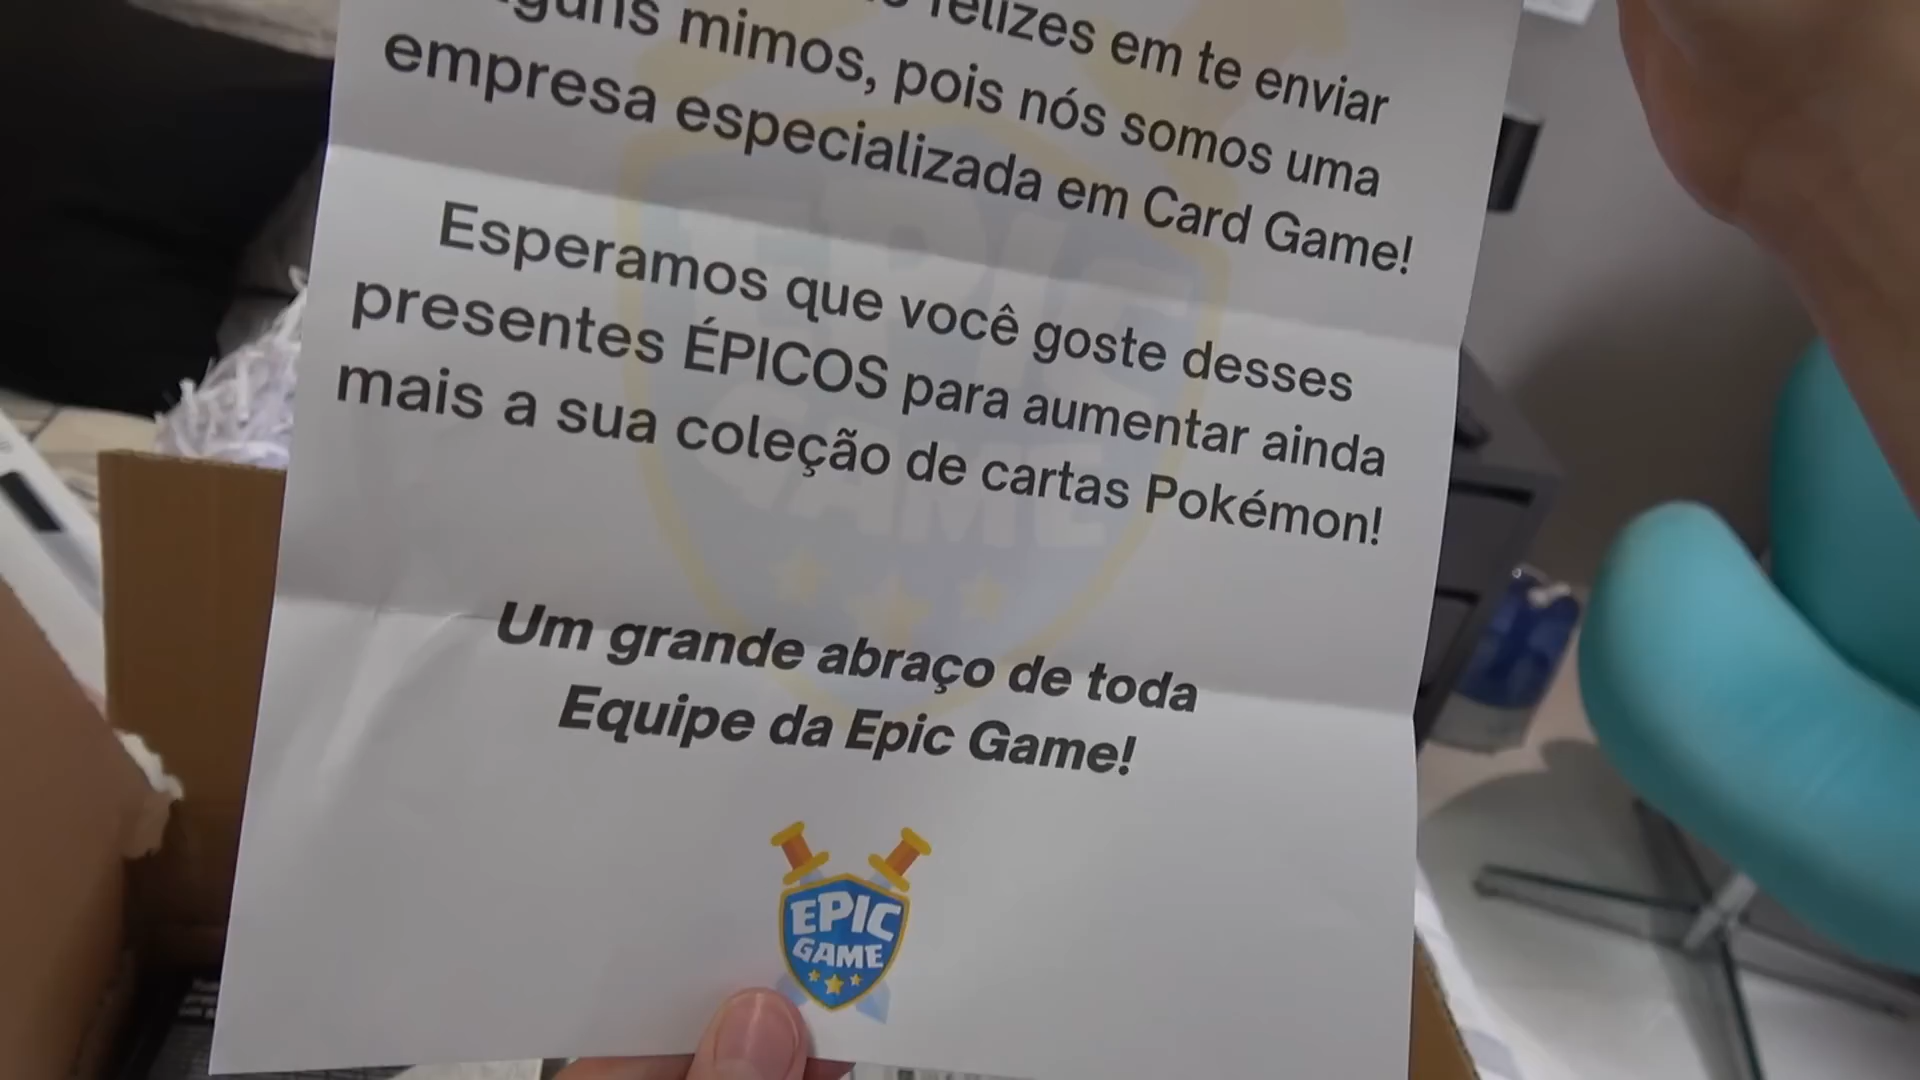 felizes em te enviar
alguns mimos, pois nós somos uma
empresa especializada em Card Game!
Esperamos que você goste desses
presentes ÉPICOS para aumentar ainda
mais a sua coleção de cartas Pokémon!
Um grande abraço de toda
Equipe da Epic Game!
EPIC
GAME